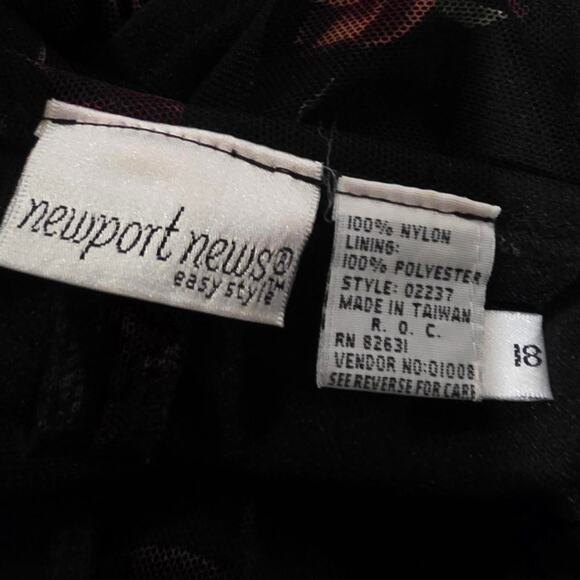 newport news®
easy style™
100% NYLON
LINING:
100% POLYESTER
STYLE: 02237
MADE IN TAIWAN
R. O. C.
RN 82631
VENDOR NO:01008
SEE REVERSE FOR CARE
18